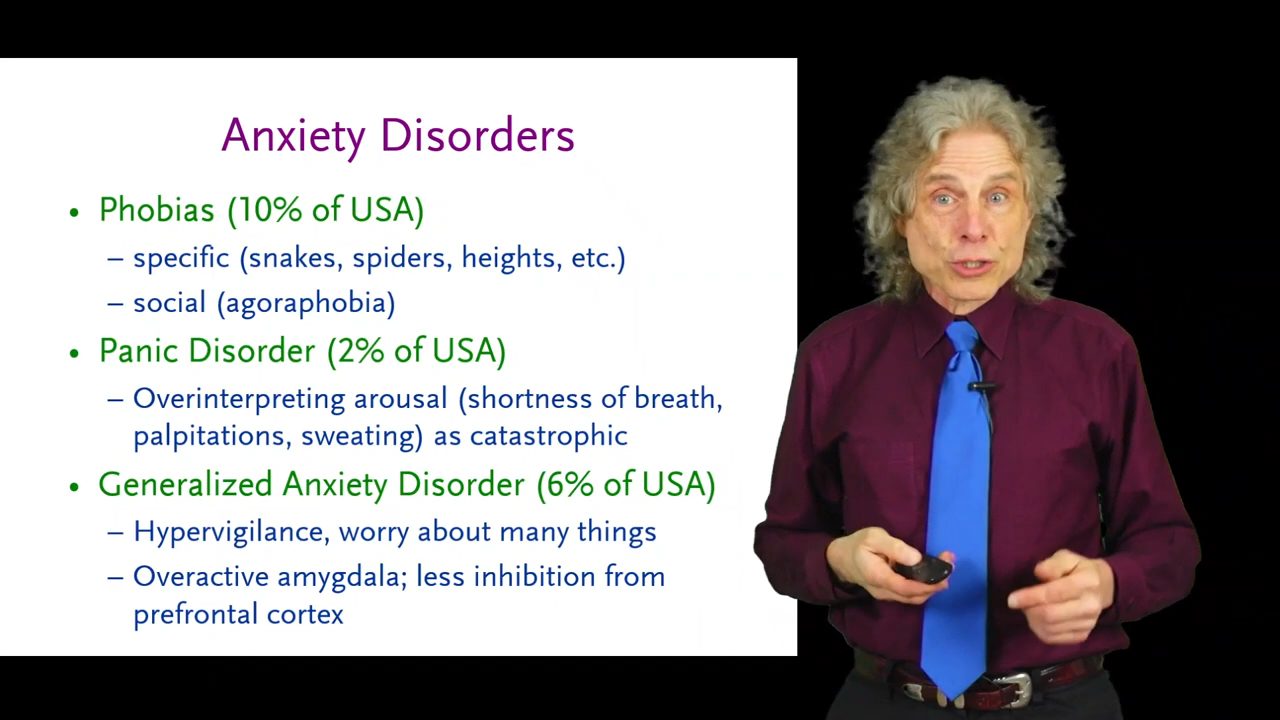 Anxiety Disorders
• Phobias (10% of USA)
– specific (snakes, spiders, heights, etc.)
– social (agoraphobia)
• Panic Disorder (2% of USA)
– Overinterpreting arousal (shortness of breath,
palpitations, sweating) as catastrophic
• Generalized Anxiety Disorder (6% of USA)
– Hypervigilance, worry about many things
– Overactive amygdala; less inhibition from
prefrontal cortex